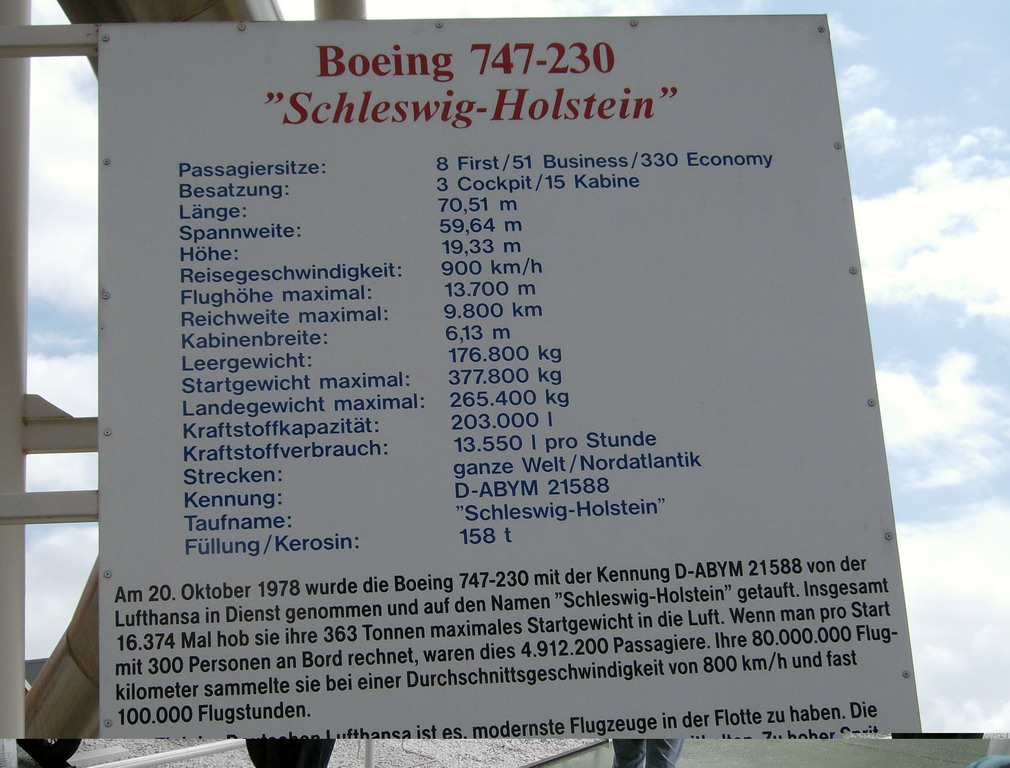 Boeing 747-230
”Schleswig-Holstein”
Passagiersitze: 8 First/51 Business/330 Economy
Besatzung: 3 Cockpit/15 Kabine
Länge: 70,51 m
Spannweite: 59,64 m
Höhe: 19,33 m
Reisegeschwindigkeit: 900 km/h
Flughöhe maximal: 13.700 m
Reichweite maximal: 9.800 km
Kabinenbreite: 6,13 m
Leergewicht: 176.800 kg
Startgewicht maximal: 377.800 kg
Landegewicht maximal: 265.400 kg
Kraftstoffkapazität: 203.000 l
Kraftstoffverbrauch: 13.550 l pro Stunde
Strecken: ganze Welt/Nordatlantik
Kennung: D-ABYM 21588
Taufname: ”Schleswig-Holstein”
Füllung/Kerosin: 158 t
Am 20. Oktober 1978 wurde die Boeing 747-230 mit der Kennung D-ABYM 21588 von der
Lufthansa in Dienst genommen und auf den Namen ”Schleswig-Holstein” getauft. Insgesamt
16.374 Mal hob sie ihre 363 Tonnen maximales Startgewicht in die Luft. Wenn man pro Start
mit 300 Personen an Bord rechnet, waren dies 4.912.200 Passagiere. Ihre 80.000.000 Flug-
kilometer sammelte sie bei einer Durchschnittsgeschwindigkeit von 800 km/h und fast
100.000 Flugstunden.
Deutschen Lufthansa ist es, modernste Flugzeuge in der Flotte zu haben. Die
Zu hoher Sprit